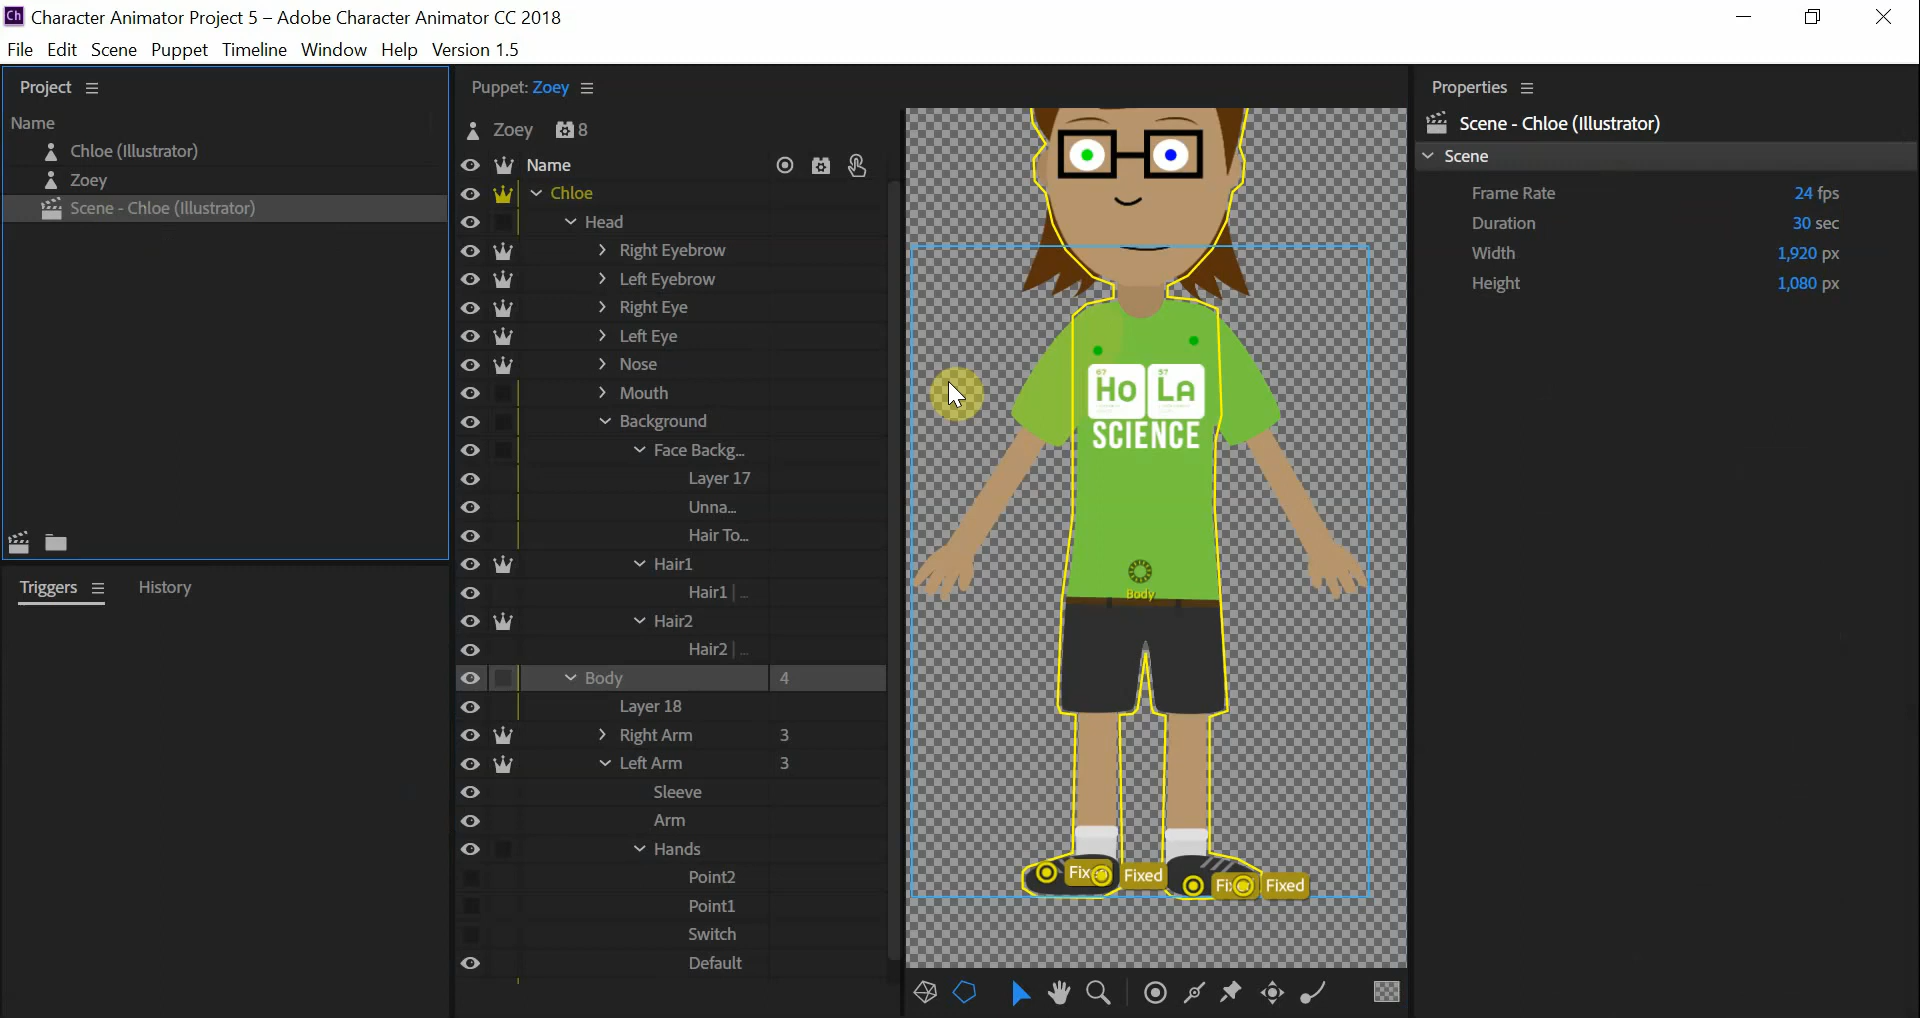 Ch Character Animator Project 5 – Adobe Character Animator CC 2018
File Edit Scene Puppet Timeline Window Help Version 1.5
Project
Name
Chloe (Illustrator)
Zoey
Scene - Chloe (Illustrator)
Triggers History
Puppet: Zoey
Zoey 8
Name
Chloe
Head
Right Eyebrow
Left Eyebrow
Right Eye
Left Eye
Nose
Mouth
Background
Face Backg...
Layer 17
Unna...
Hair To...
Hair1
Hair1 | ...
Hair2
Hair2 | ...
Body 4
Layer 18
Right Arm 3
Left Arm 3
Sleeve
Arm
Hands
Point2
Point1
Switch
Default
67 57
Ho La
SCIENCE
Body
Fixed Fixed
Properties
Scene - Chloe (Illustrator)
Scene
Frame Rate 24 fps
Duration 30 sec
Width 1,920 px
Height 1,080 px